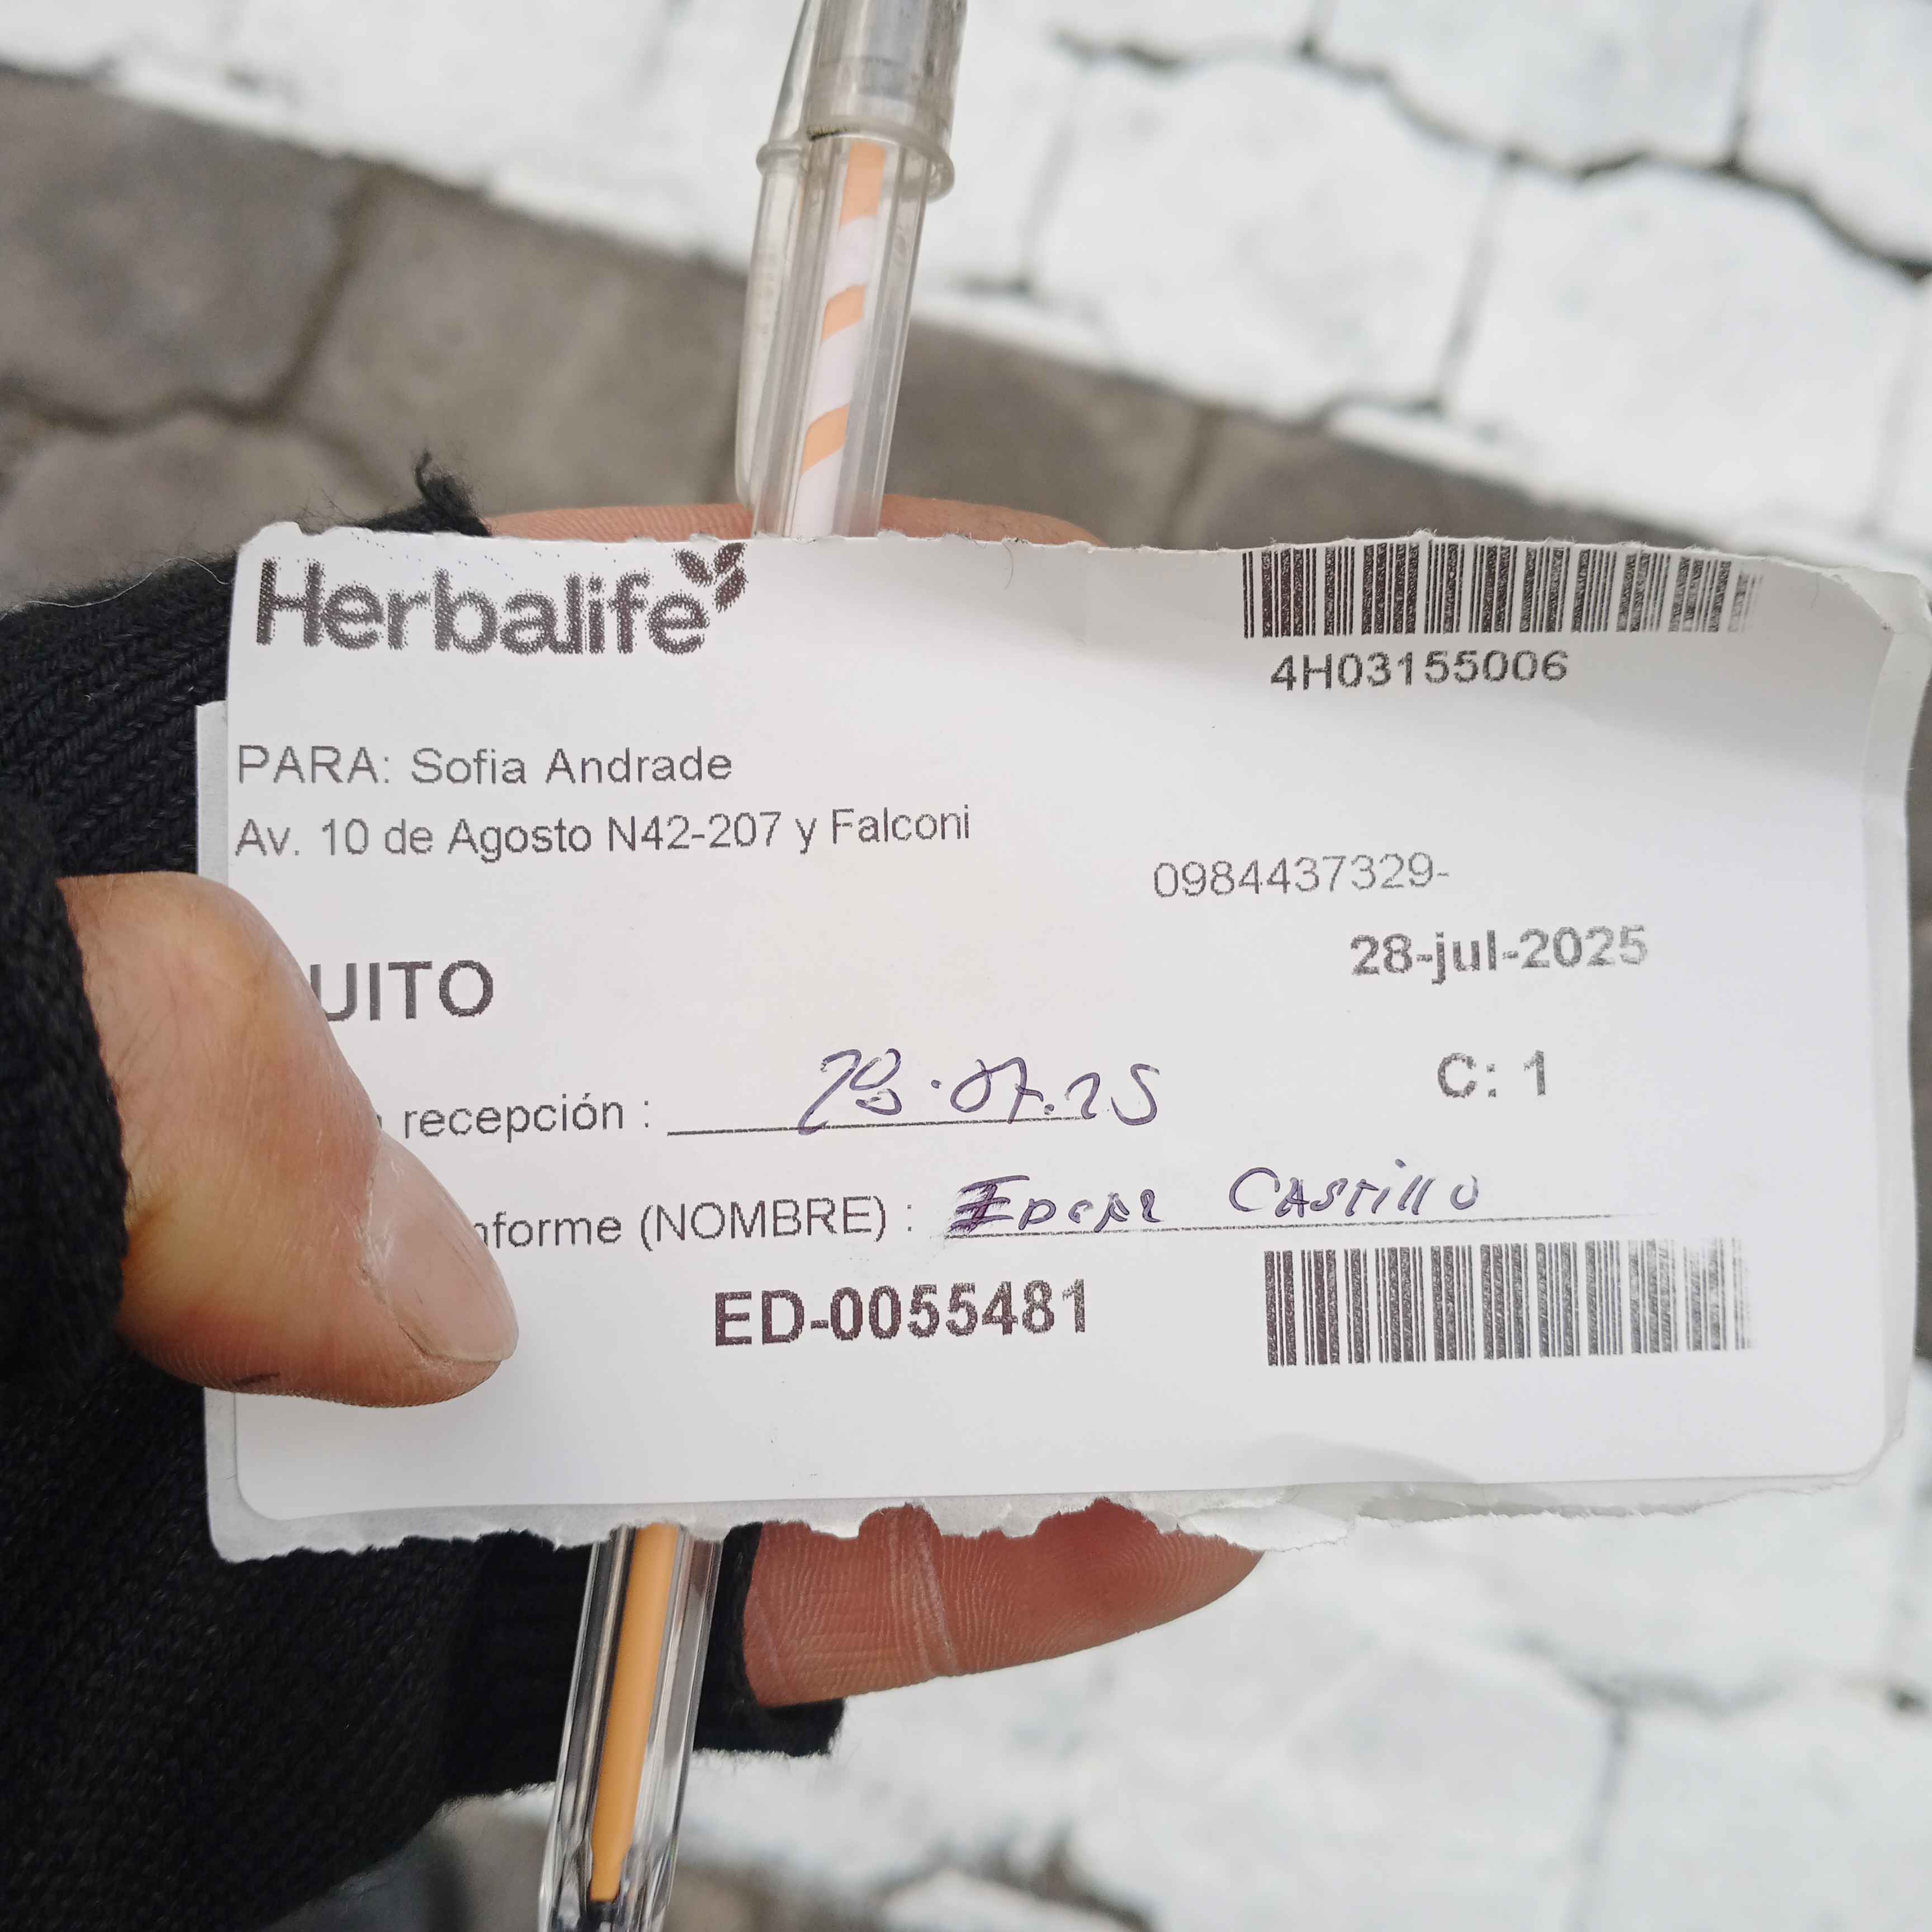 Herbalife
4H03155006
PARA: Sofia Andrade
Av. 10 de Agosto N42-207 y Falconi
0984437329-
28-jul-2025
UITO
C: 1
recepción : 28.07.25
nforme (NOMBRE) : EDGAR CASTILLO
ED-0055481